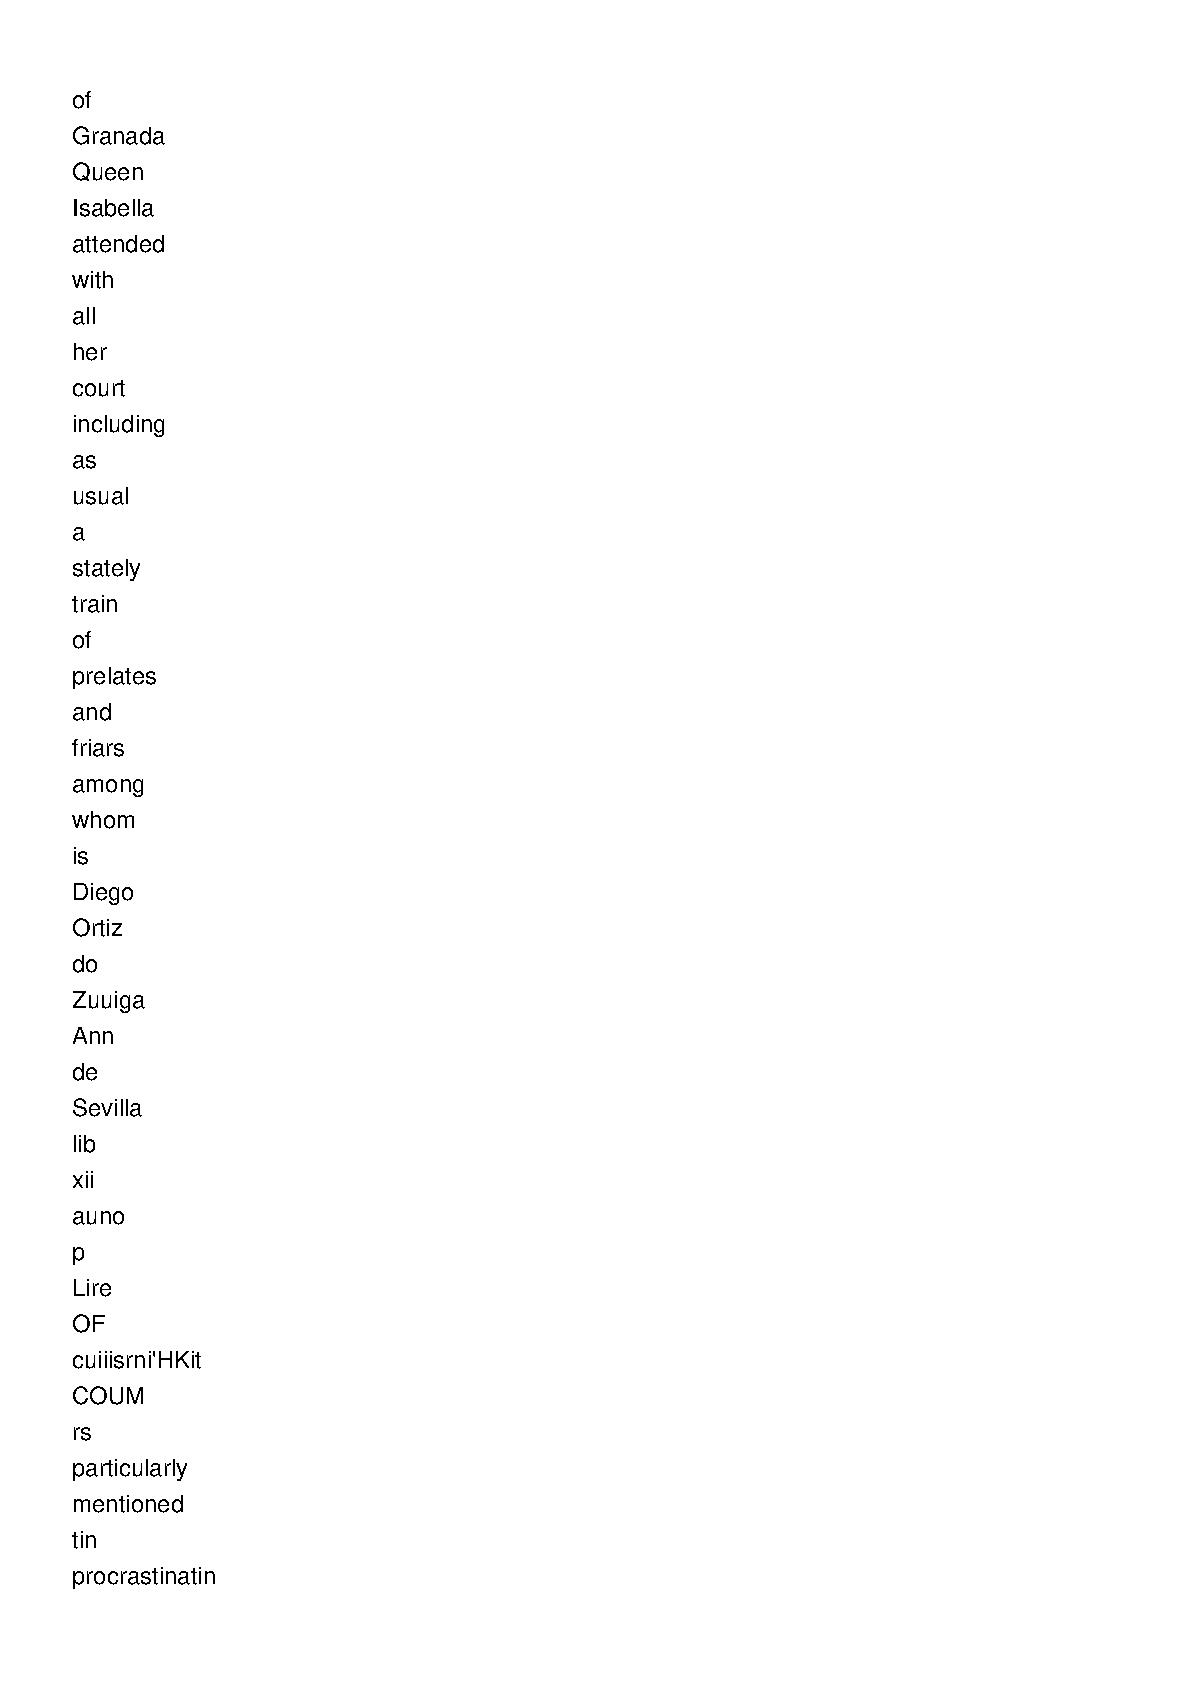 of
Granada
Queen
Isabella
attended
with
all
her
court
including
as
usual
a
stately
train
of
prelates
and
friars
among
whom
is
Diego
Ortiz
do
Zuuiga
Ann
de
Sevilla
lib
xii
auno
p
Lire
OF
cuiiisrni'HKit
COUM
rs
particularly
mentioned
tin
procrastinatin